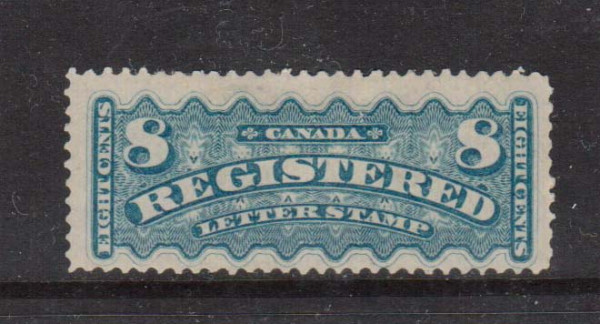 EIGHT CENTS
8
CANADA
8
REGISTERED
LETTER STAMP
EIGHT CENTS